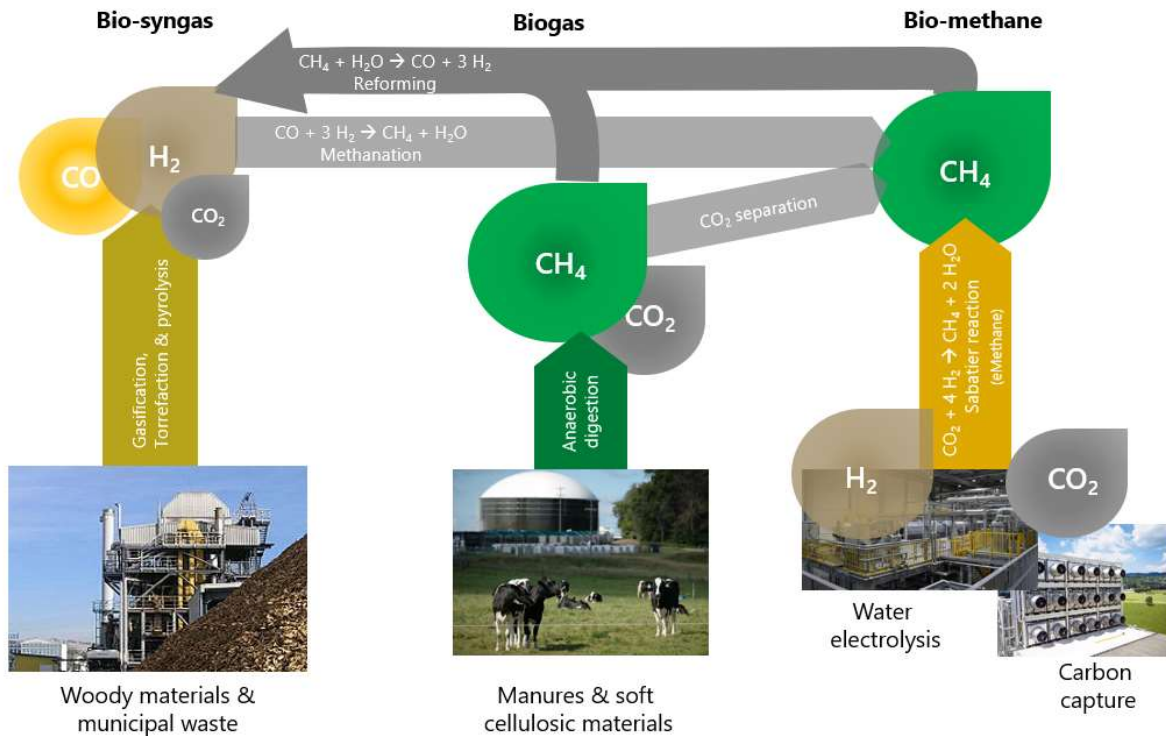 Bio-syngas
Biogas
Bio-methane
CH₄ + H₂O → CO + 3 H₂
Reforming
CO + 3 H₂ → CH₄ + H₂O
Methanation
CO
H₂
CO₂
CH₄
CO₂
CO₂ separation
CH₄
Gasification,
Torrefaction & pyrolysis
Anaerobic
digestion
CO₂ + 4 H₂ → CH₄ + 2 H₂O
Sabatier reaction
(eMethane)
H₂
CO₂
Woody materials &
municipal waste
Manures & soft
cellulosic materials
Water
electrolysis
Carbon
capture